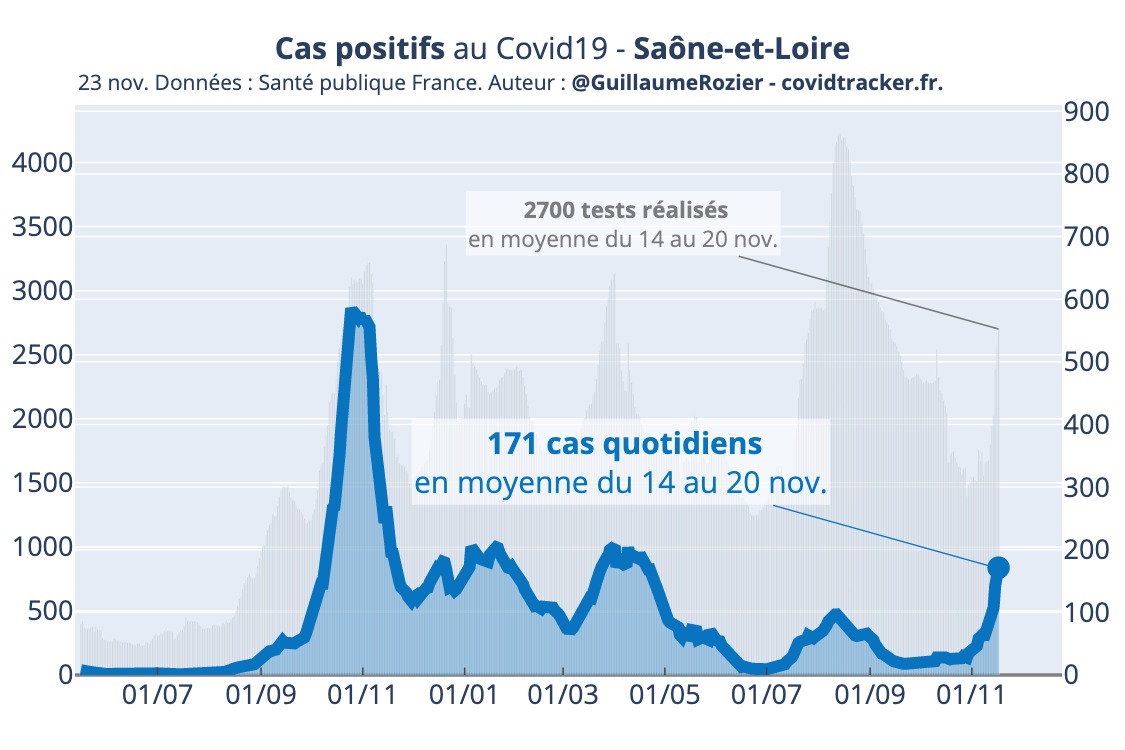 Cas positifs au Covid19 - Saône-et-Loire
23 nov. Données : Santé publique France. Auteur : @GuillaumeRozier - covidtracker.fr.
900
4000
800
2700 tests réalisés
en moyenne du 14 au 20 nov.
3500
700
3000
600
2500
500
2000
400
171 cas quotidiens
en moyenne du 14 au 20 nov.
1500
300
1000
200
500
100
0
0
01/07 01/09 01/11 01/01 01/03 01/05 01/07 01/09 01/11